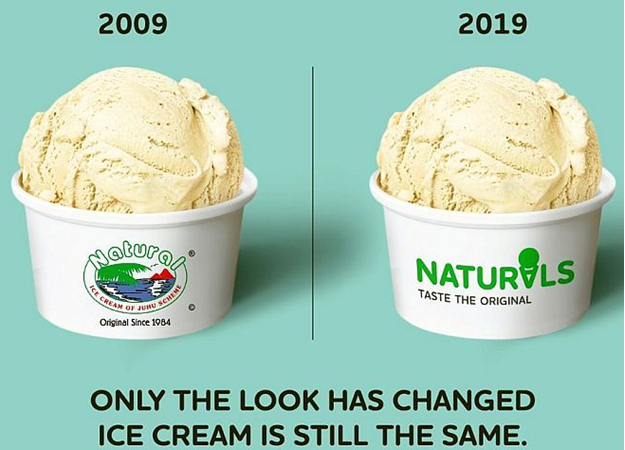 2009
2019
Natural
ICE CREAM OF JUHU SCHEME
Original Since 1984
NATURALS
TASTE THE ORIGINAL
ONLY THE LOOK HAS CHANGED
ICE CREAM IS STILL THE SAME.